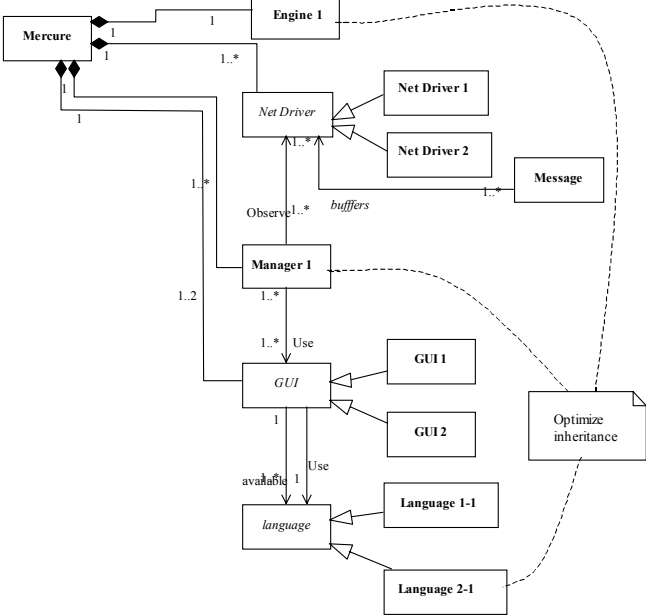 Engine 1
1
1
Mercure
1
1..*
1
1
Net Driver
Net Driver 1
Net Driver 2
1..*
Message
1..*
1..*
bufffers
Observe
1..*
Manager 1
1..*
1..2
1..*
Use
GUI
GUI 1
GUI 2
1
Optimize
inheritance
Use
available
1..*
1
language
Language 1-1
Language 2-1